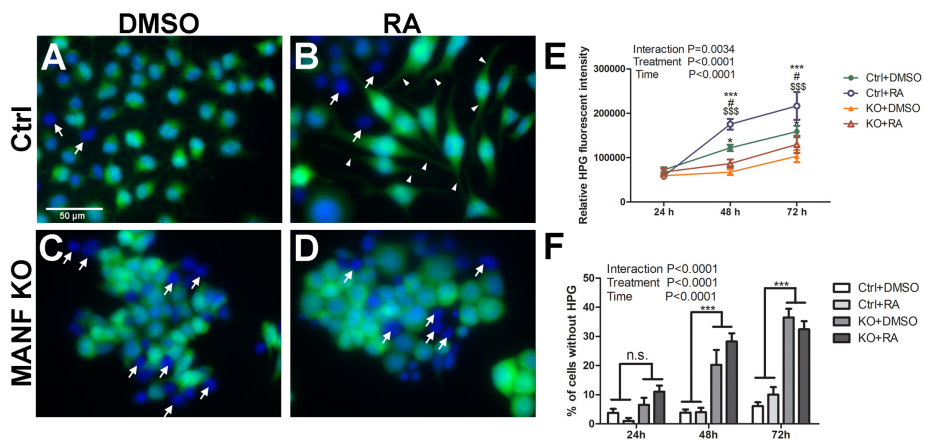 DMSO
RA
Ctrl
MANF KO
A
B
C
D
50 µm
E
Interaction P=0.0034
Treatment P<0.0001
Time P<0.0001
Relative HPG fluorescent intensity
300000
200000
100000
0
24 h
48 h
72 h
***
#
$$$
*
***
#
$$$
*
Ctrl+DMSO
Ctrl+RA
KO+DMSO
KO+RA
F
Interaction P<0.0001
Treatment P<0.0001
Time P<0.0001
% of cells without HPG
50
40
30
20
10
0
24h
48h
72h
n.s.
***
***
Ctrl+DMSO
Ctrl+RA
KO+DMSO
KO+RA